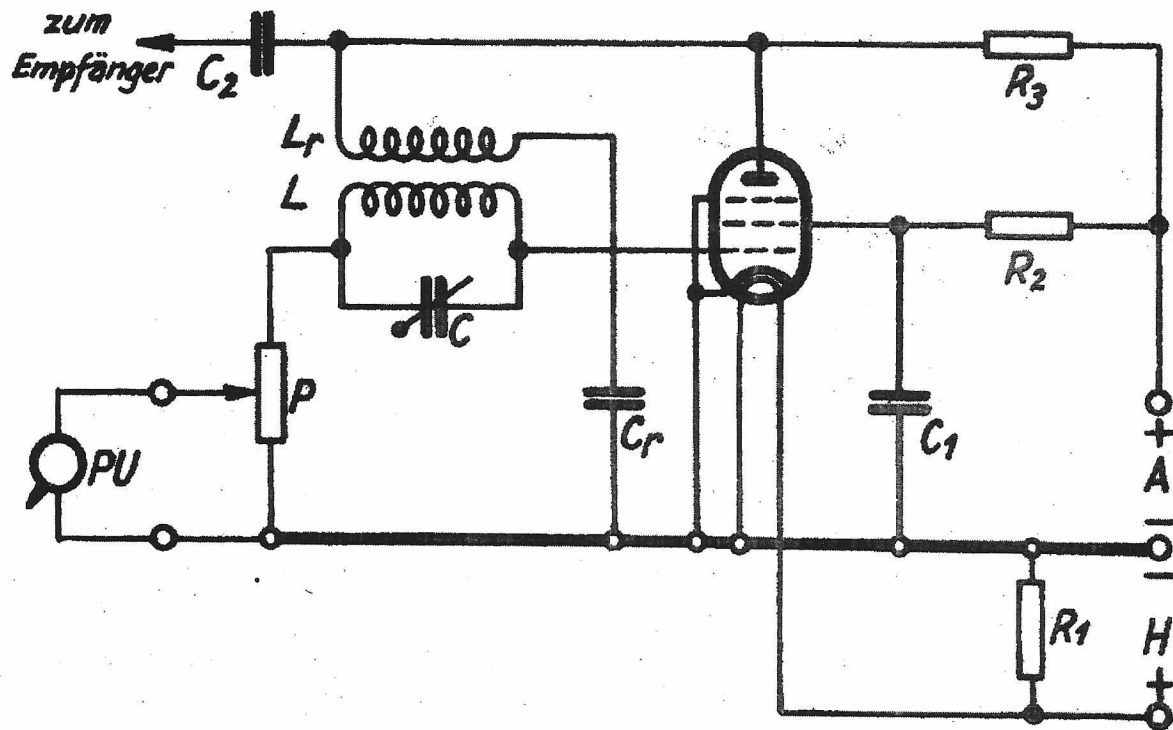 zum
Empfänger
C2
R3
Lr
L
R2
C
P
Cr
C1
PU
+
A
−
−
R1
H
+